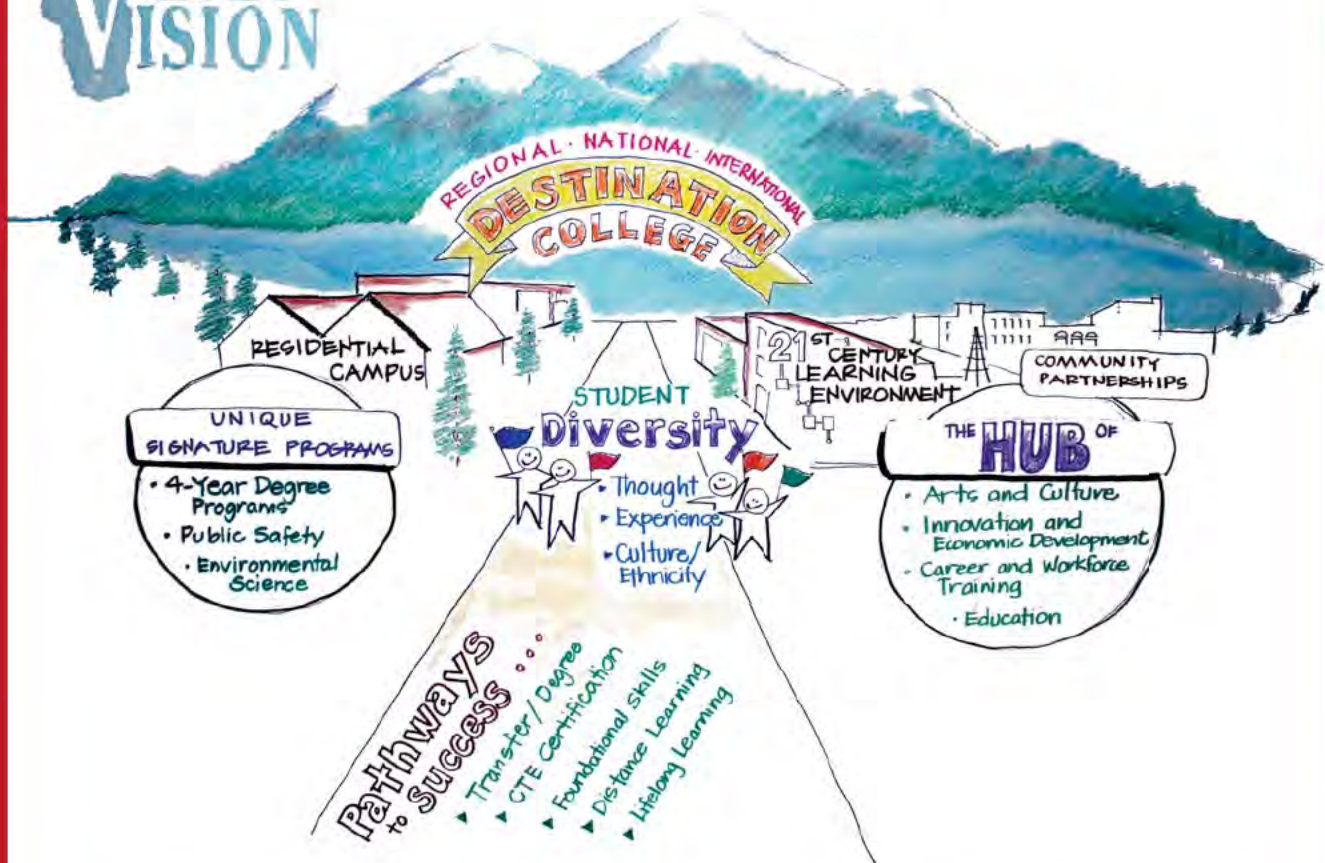 VISION
REGIONAL · NATIONAL · INTERNATIONAL
DESTINATION
COLLEGE
RESIDENTIAL
CAMPUS
21ST
CENTURY
LEARNING
ENVIRONMENT
COMMUNITY
PARTNERSHIPS
UNIQUE
SIGNATURE PROGRAMS
• 4-Year Degree
Programs
• Public Safety
• Environmental
Science
STUDENT
Diversity
• Thought
• Experience
• Culture/
Ethnicity
THE HUB OF
• Arts and Culture
• Innovation and
Economic Development
- Career and Workforce
Training
• Education
Pathways
to Success ...
▸ Transfer/Degree
▸ CTE Certification
▸ Foundational Skills
▸ Distance Learning
▸ Lifelong Learning